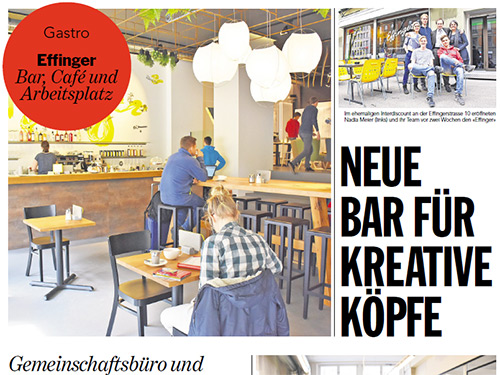 Gastro
Effinger
Bar, Café und
Arbeitsplatz
Im ehemaligen Interdiscount an der Effingerstrasse 10 eröffneten
Nadia Meier (links) und ihr Team vor zwei Wochen den «Effinger»
NEUE
BAR FÜR
KREATIVE
KÖPFE
Gemeinschaftsbüro und